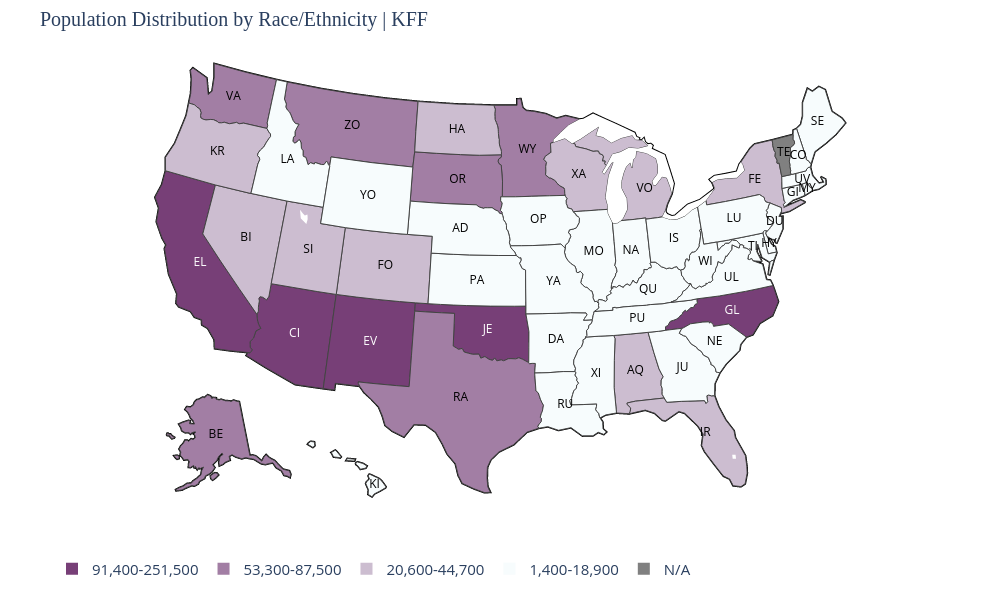 Population Distribution by Race/Ethnicity | KFF
SE
VA
ZO
HA
WY
TE
CO
KR
LA
XA
VO
FE
UV
GI
MY
OR
YO
OP
LU
DU
AD
BI
SI
FO
MO
NA
IS
TI
HY
WI
UL
EL
PA
YA
QU
GL
PU
CI
EV
JE
DA
NE
RA
XI
AQ
JU
RU
IR
BE
KI
91,400-251,500
53,300-87,500
20,600-44,700
1,400-18,900
N/A